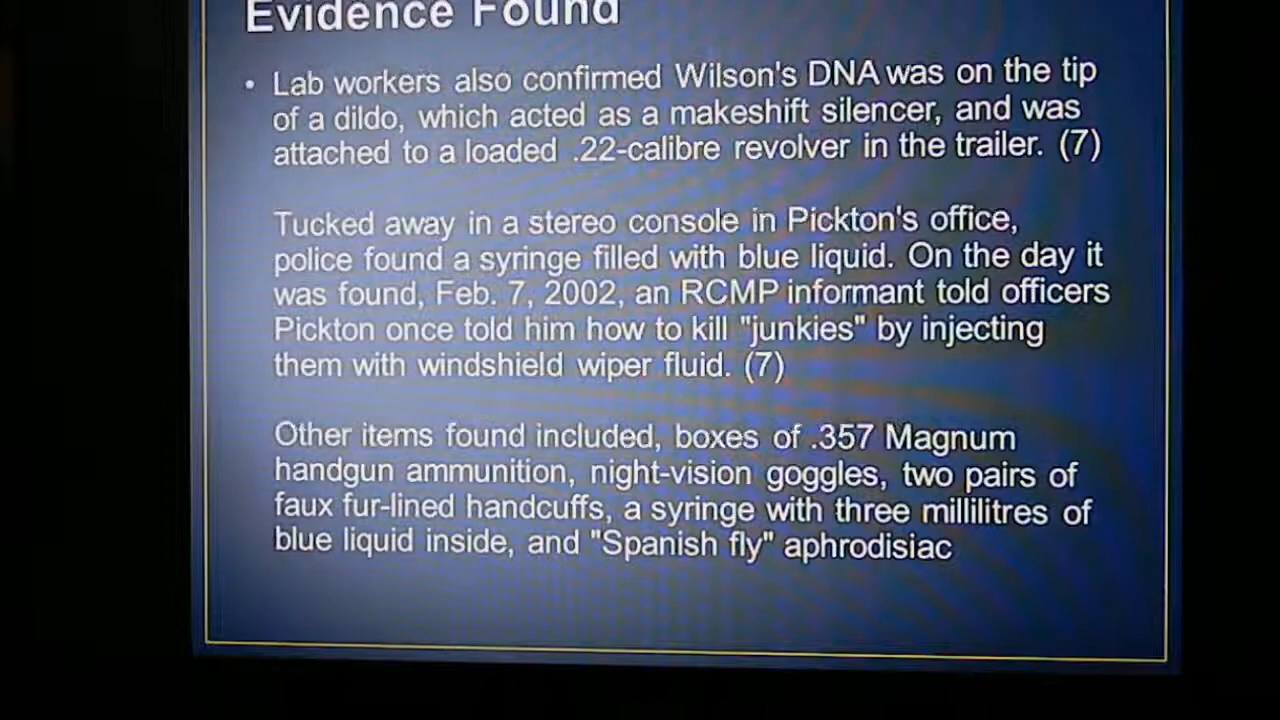 Evidence Found
• Lab workers also confirmed Wilson's DNA was on the tip
of a dildo, which acted as a makeshift silencer, and was
attached to a loaded .22-calibre revolver in the trailer. (7)
Tucked away in a stereo console in Pickton's office,
police found a syringe filled with blue liquid. On the day it
was found, Feb. 7, 2002, an RCMP informant told officers
Pickton once told him how to kill "junkies" by injecting
them with windshield wiper fluid. (7)
Other items found included, boxes of .357 Magnum
handgun ammunition, night-vision goggles, two pairs of
faux fur-lined handcuffs, a syringe with three millilitres of
blue liquid inside, and "Spanish fly" aphrodisiac